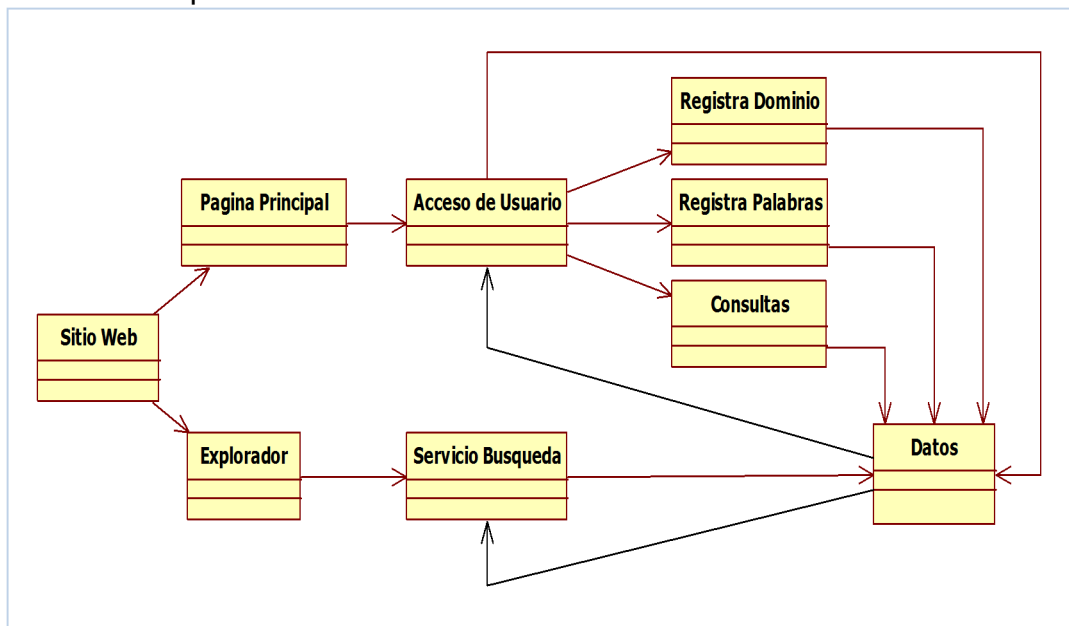 Registra Dominio
Pagina Principal
Acceso de Usuario
Registra Palabras
Consultas
Sitio Web
Explorador
Servicio Busqueda
Datos